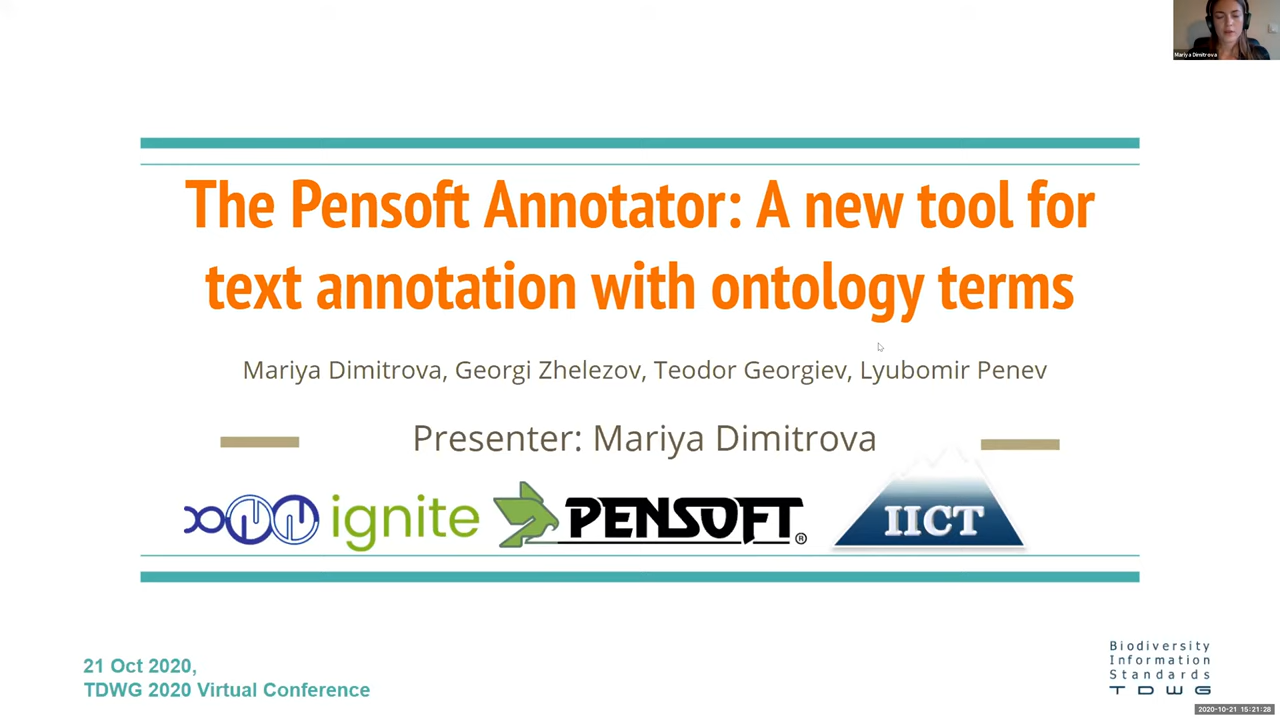 Mariya Dimitrova
The Pensoft Annotator: A new tool for
text annotation with ontology terms
Mariya Dimitrova, Georgi Zhelezov, Teodor Georgiev, Lyubomir Penev
Presenter: Mariya Dimitrova
ignite
PENSOFT®
IICT
21 Oct 2020,
TDWG 2020 Virtual Conference
Biodiversity
Information
Standards
TDWG
2020-10-21 15:21:28